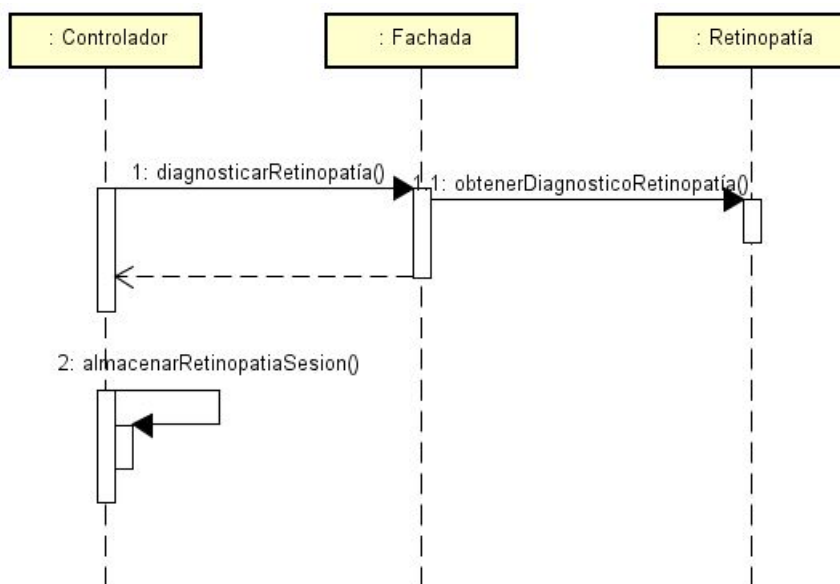 : Controlador
: Fachada
: Retinopatía
1: diagnosticarRetinopatía()
1.1: obtenerDiagnosticoRetinopatía()
2: almacenarRetinopatiaSesion()